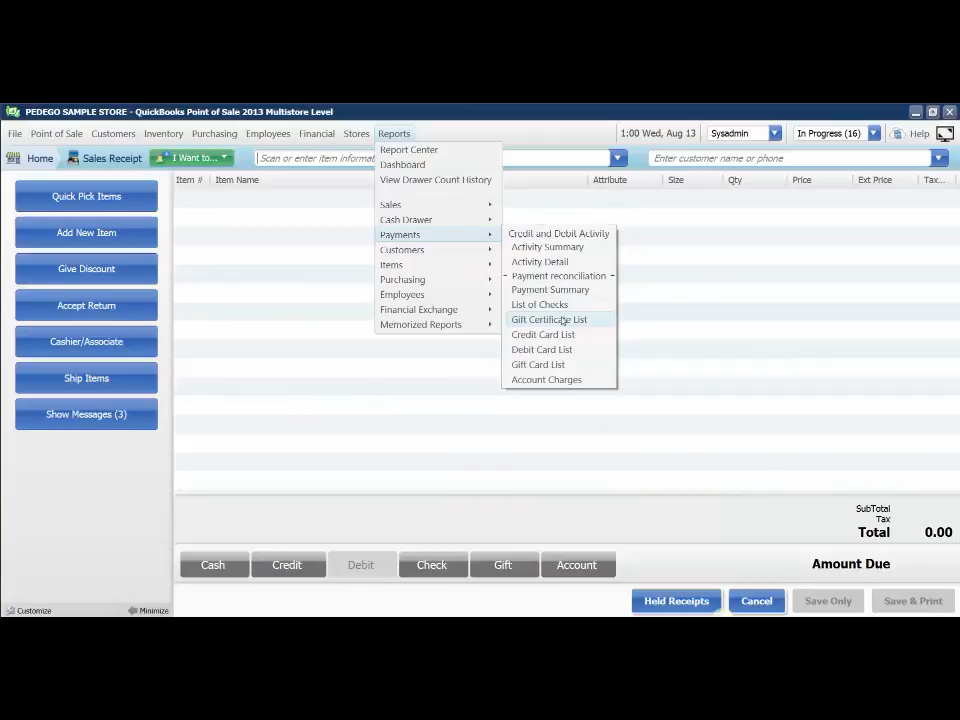 PEDEGO SAMPLE STORE - QuickBooks Point of Sale 2013 Multistore Level
File Point of Sale Customers Inventory Purchasing Employees Financial Stores Reports 1:00 Wed, Aug 13 Sysadmin In Progress (16) Help
Home Sales Receipt I Want to... Scan or enter item informat Enter customer name or phone
Item # Item Name Attribute Size Qty Price Ext Price Tax...
Quick Pick Items
Add New Item
Give Discount
Accept Return
Cashier/Associate
Ship Items
Show Messages (3)
Report Center
Dashboard
View Drawer Count History
Sales
Cash Drawer
Payments
Customers
Items
Purchasing
Employees
Financial Exchange
Memorized Reports
Credit and Debit Activity
Activity Summary
Activity Detail
- Payment reconciliation -
Payment Summary
List of Checks
Gift Certificate List
Credit Card List
Debit Card List
Gift Card List
Account Charges
SubTotal
Tax
Total 0.00
Cash Credit Debit Check Gift Account Amount Due
Held Receipts Cancel Save Only Save & Print
Customize Minimize